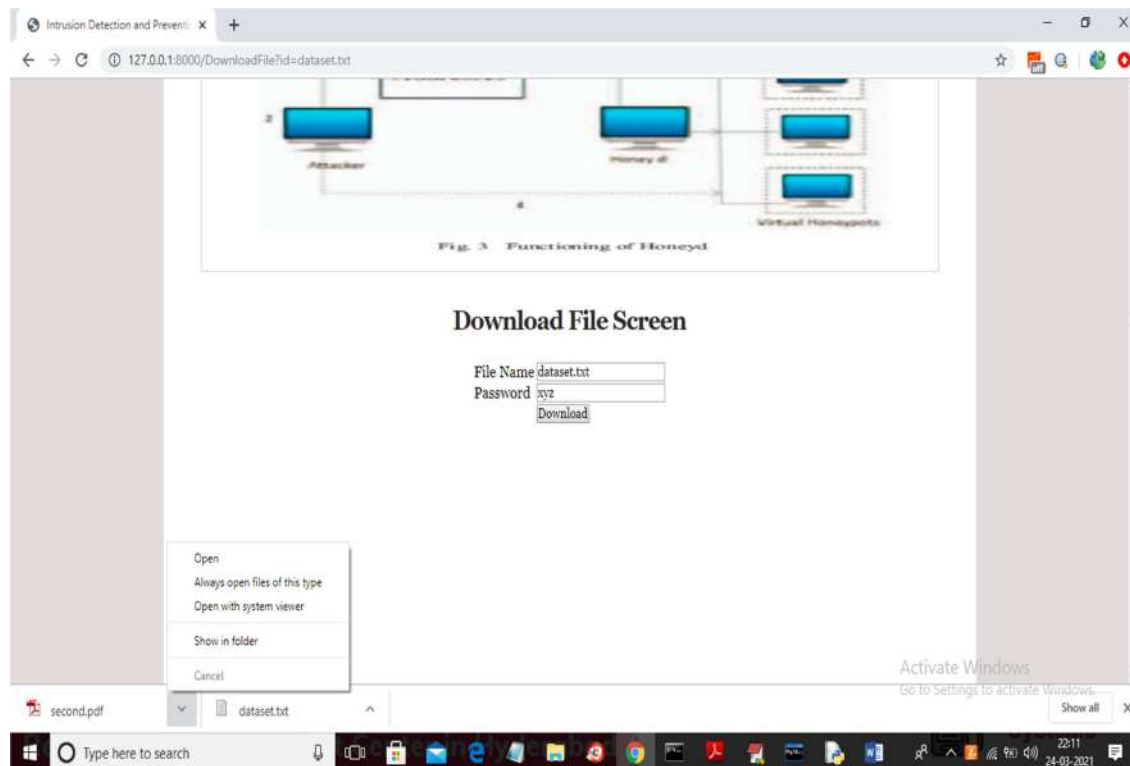 Intrusion Detection and Preventi
127.0.0.1:8000/DownloadFile?id=dataset.txt
off
2
Attacker
Honey d
4
Virtual Honeypots
Fig. 3 Functioning of Honeyd
Download File Screen
File Name dataset.txt
Password xyz
Download
Open
Always open files of this type
Open with system viewer
Show in folder
Cancel
Activate Windows
Go to Settings to activate Windows.
second.pdf
dataset.txt
Show all
Type here to search
22:11
24-03-2021